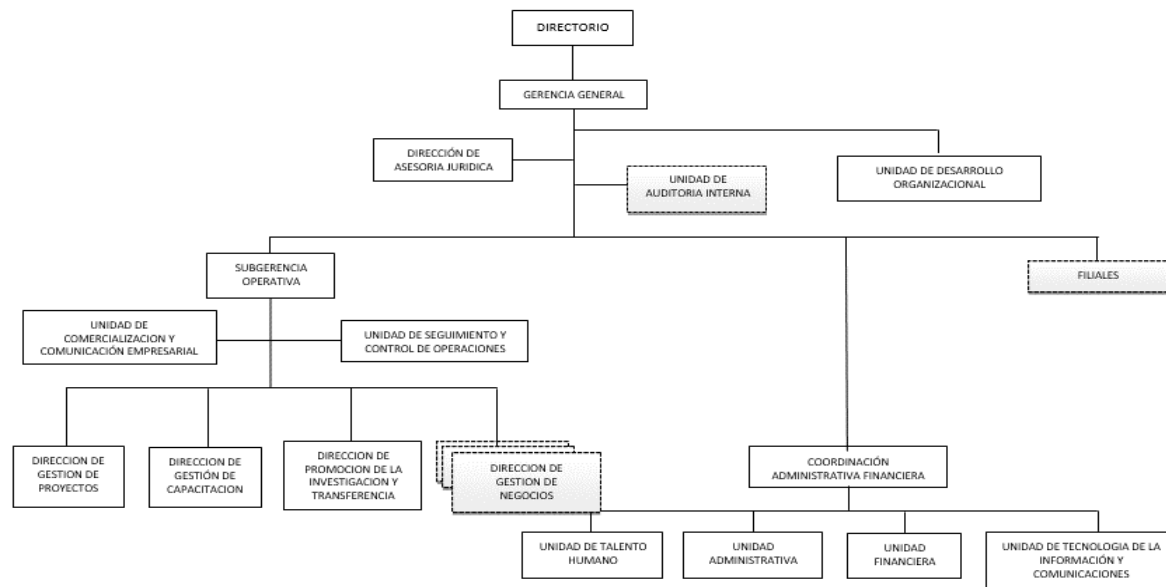 DIRECTORIO
GERENCIA GENERAL
DIRECCIÓN DE
ASESORIA JURIDICA
UNIDAD DE
AUDITORIA INTERNA
UNIDAD DE DESARROLLO
ORGANIZACIONAL
SUBGERENCIA
OPERATIVA
FILIALES
UNIDAD DE
COMERCIALIZACION Y
COMUNICACIÓN EMPRESARIAL
UNIDAD DE SEGUIMIENTO Y
CONTROL DE OPERACIONES
DIRECCION DE
GESTION DE
PROYECTOS
DIRECCION DE
GESTIÓN DE
CAPACITACION
DIRECCION DE
PROMOCION DE LA
INVESTIGACION Y
TRANSFERENCIA
DIRECCION DE
GESTION DE
NEGOCIOS
COORDINACIÓN
ADMINISTRATIVA FINANCIERA
UNIDAD DE TALENTO
HUMANO
UNIDAD
ADMINISTRATIVA
UNIDAD
FINANCIERA
UNIDAD DE TECNOLOGIA DE LA
INFORMACIÓN Y
COMUNICACIONES